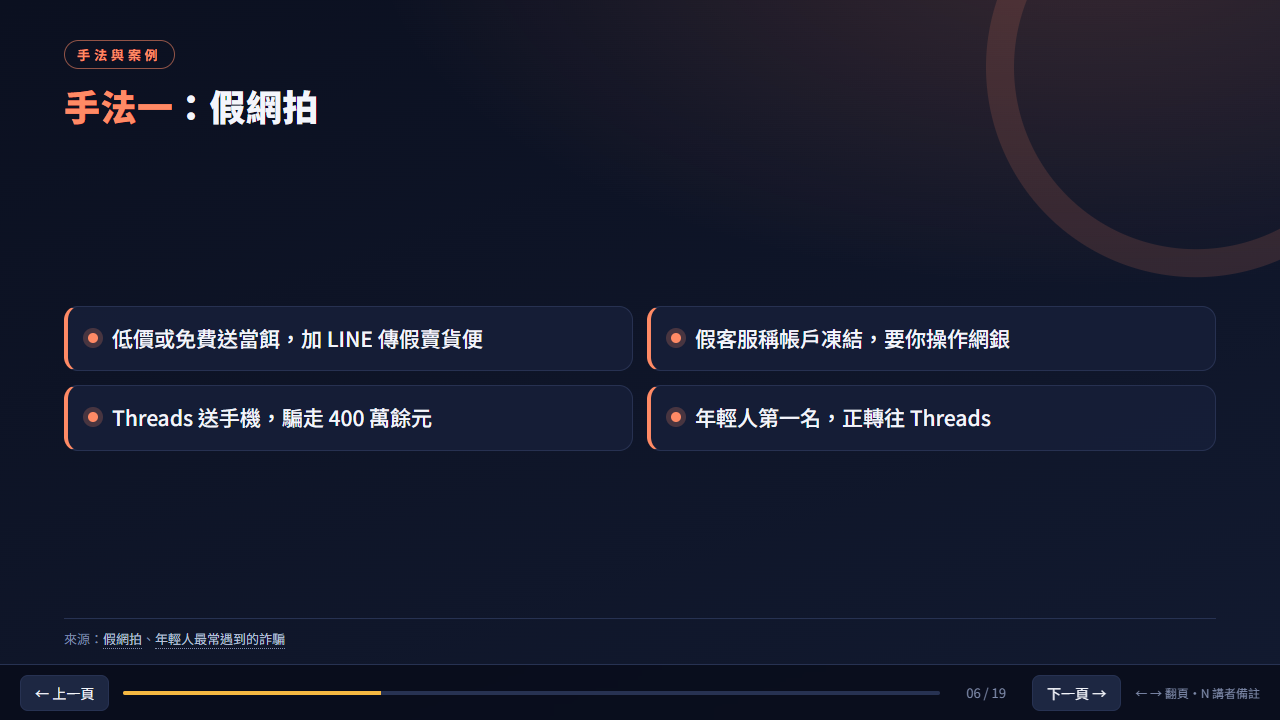 手法與案例
手法一：假網拍
低價或免費送當餌，加 LINE 傳假賣貨便
假客服稱帳戶凍結，要你操作網銀
Threads 送手機，騙走 400 萬餘元
年輕人第一名，正轉往 Threads
來源：假網拍、年輕人最常遇到的詐騙
← 上一頁
06 / 19
下一頁 →
← → 翻頁・N 講者備註